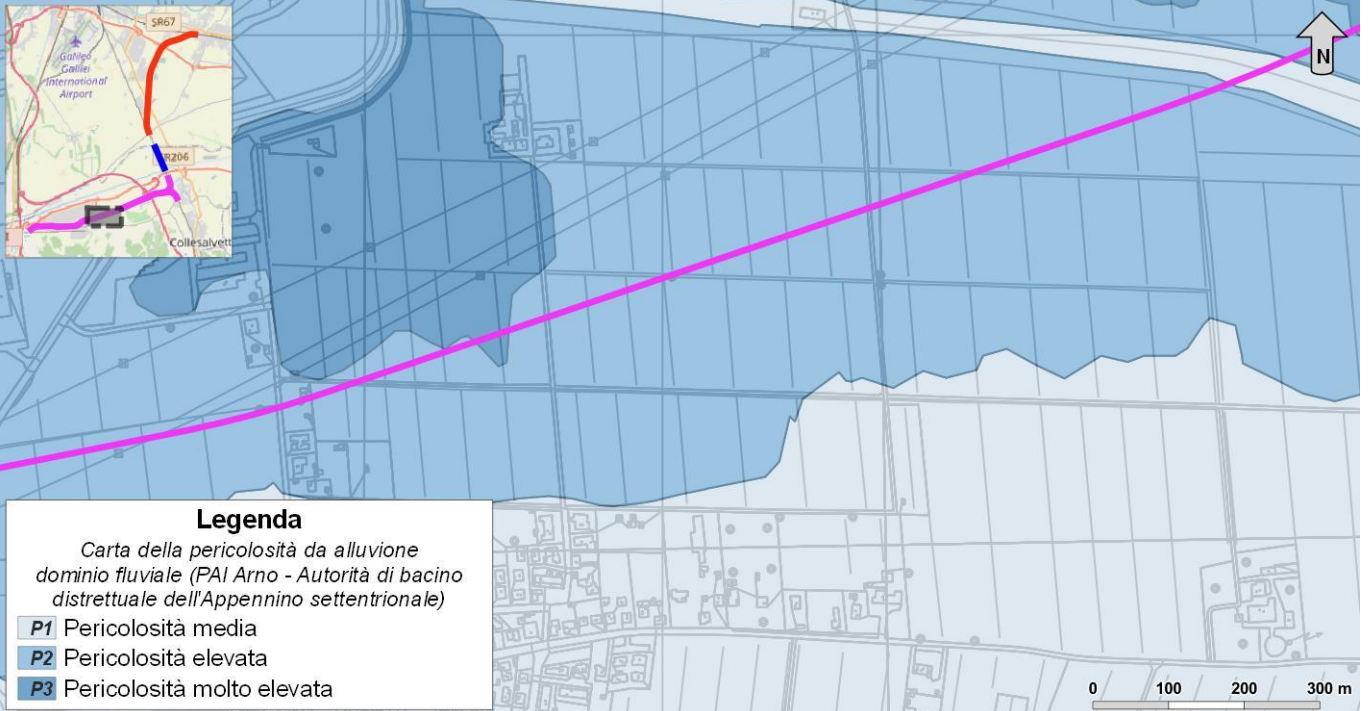 SR67
Galileo
Galilei
International
Airport
SR206
Collesalvett
N
Legenda
Carta della pericolosità da alluvione
dominio fluviale (PAI Arno - Autorità di bacino
distrettuale dell'Appennino settentrionale)
P1 Pericolosità media
P2 Pericolosità elevata
P3 Pericolosità molto elevata
0 100 200 300 m